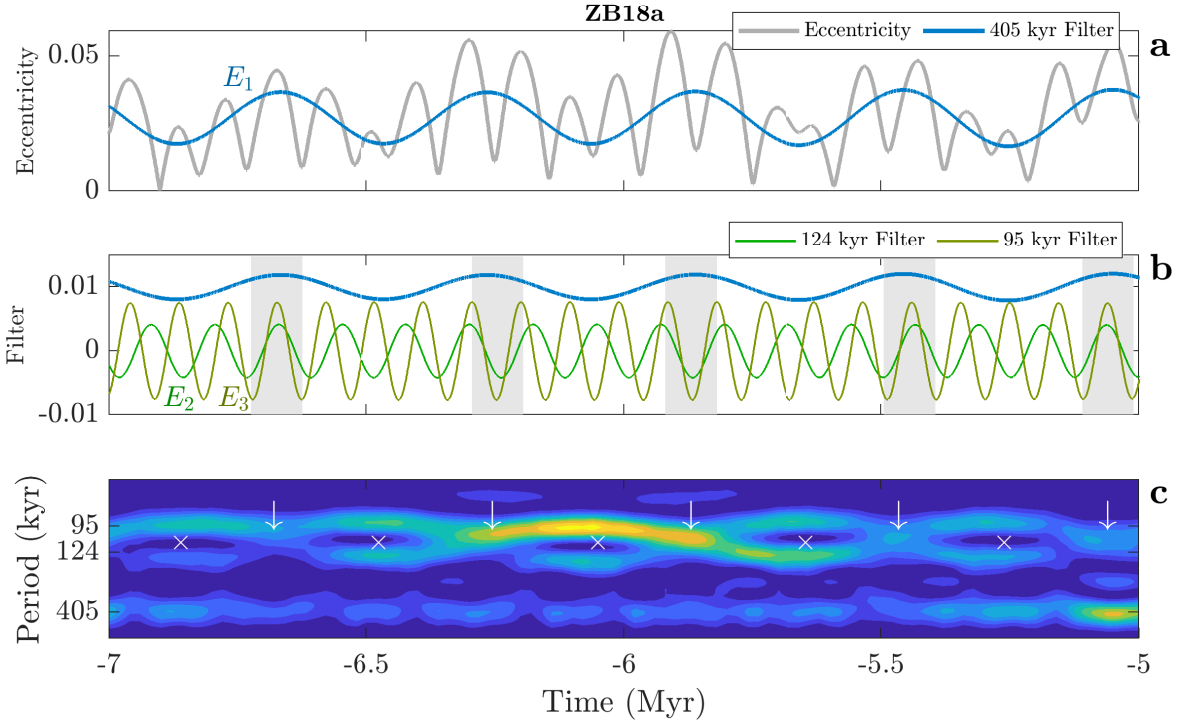 ZB18a
Eccentricity 405 kyr Filter
a
0.05
0
Eccentricity
E1
124 kyr Filter 95 kyr Filter
b
0.01
0
-0.01
Filter
E2 E3
c
95
124
405
Period (kyr)
-7 -6.5 -6 -5.5 -5
Time (Myr)